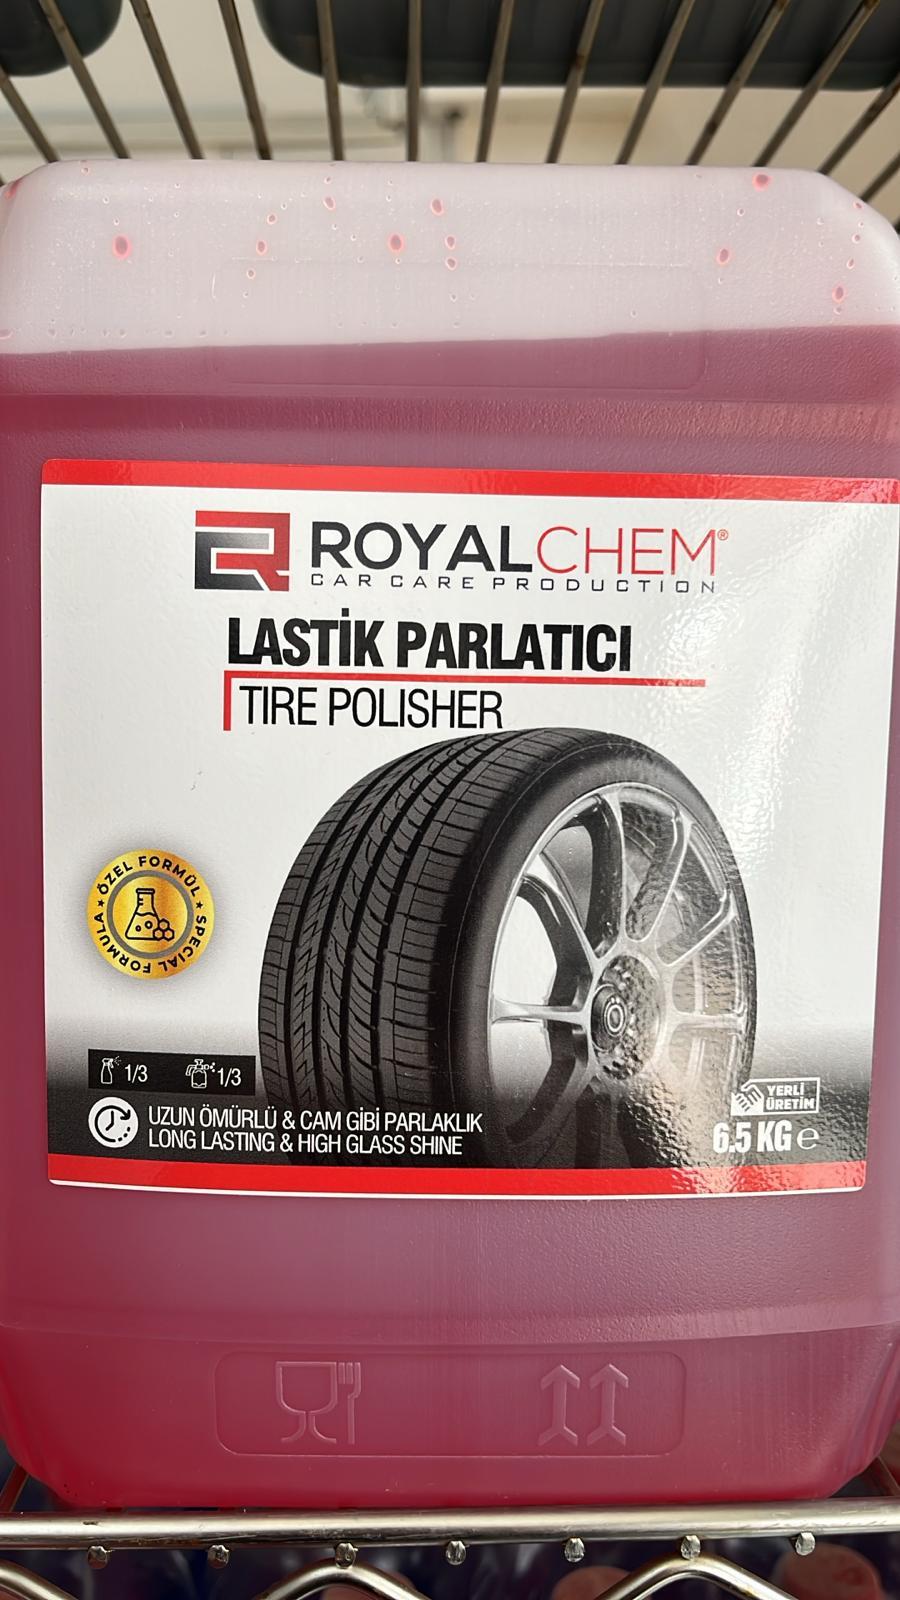 ROYALCHEM®
CAR CARE PRODUCTION
LASTİK PARLATICI
TIRE POLISHER
ÖZEL FORMÜL ★ SPECIAL FORMULA ★
1/3 1/3
UZUN ÖMÜRLÜ & CAM GİBİ PARLAKLIK
LONG LASTING & HIGH GLASS SHINE
YERLİ
ÜRETİM
6.5 KG ℮